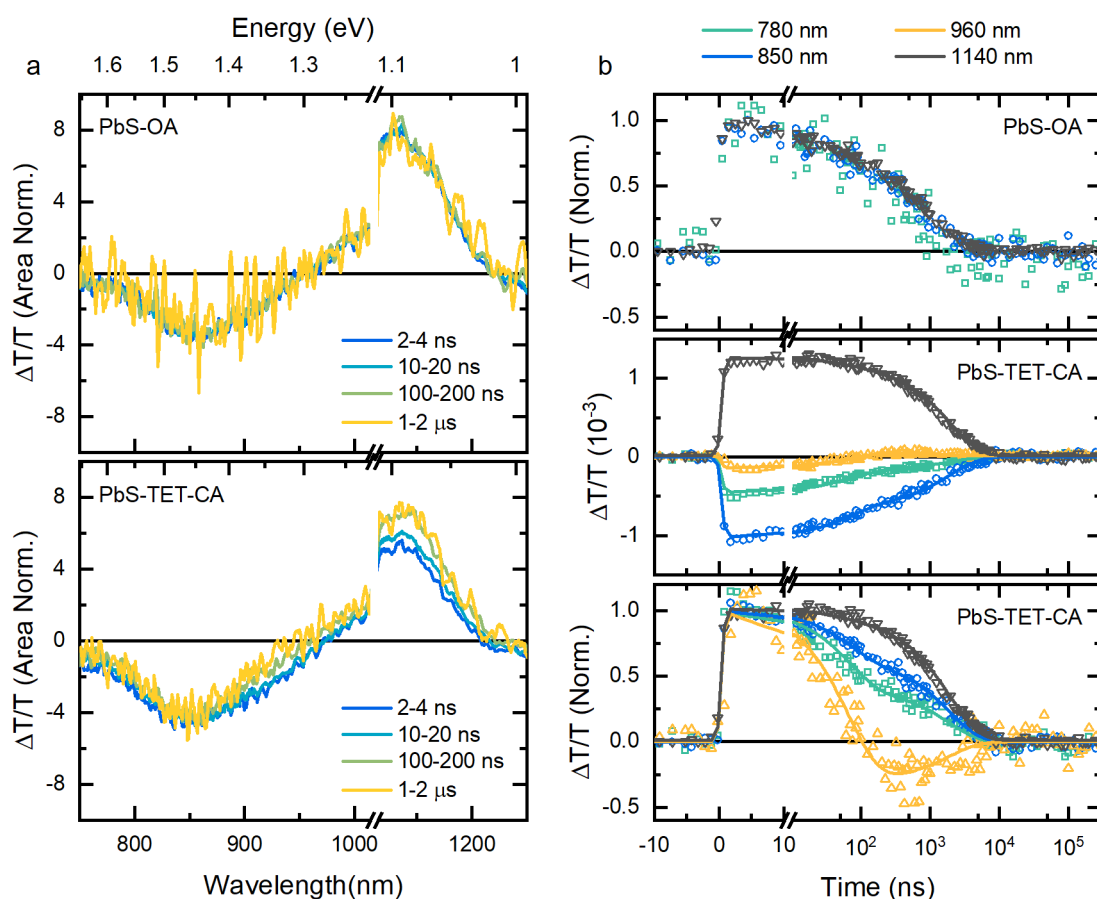 Energy (eV)
a
1.6 1.5 1.4 1.3 1.1 1
PbS-OA
8
4
0
-4
-8
ΔT/T (Area Norm.)
2-4 ns
10-20 ns
100-200 ns
1-2 μs
PbS-TET-CA
8
4
0
-4
-8
ΔT/T (Area Norm.)
2-4 ns
10-20 ns
100-200 ns
1-2 μs
800 900 1000 1200
Wavelength(nm)
780 nm 960 nm
850 nm 1140 nm
b
PbS-OA
1.0
0.5
0.0
-0.5
ΔT/T (Norm.)
PbS-TET-CA
1
0
-1
ΔT/T (10⁻³)
PbS-TET-CA
1.0
0.5
0.0
-0.5
ΔT/T (Norm.)
-10 0 10 10² 10³ 10⁴ 10⁵
Time (ns)